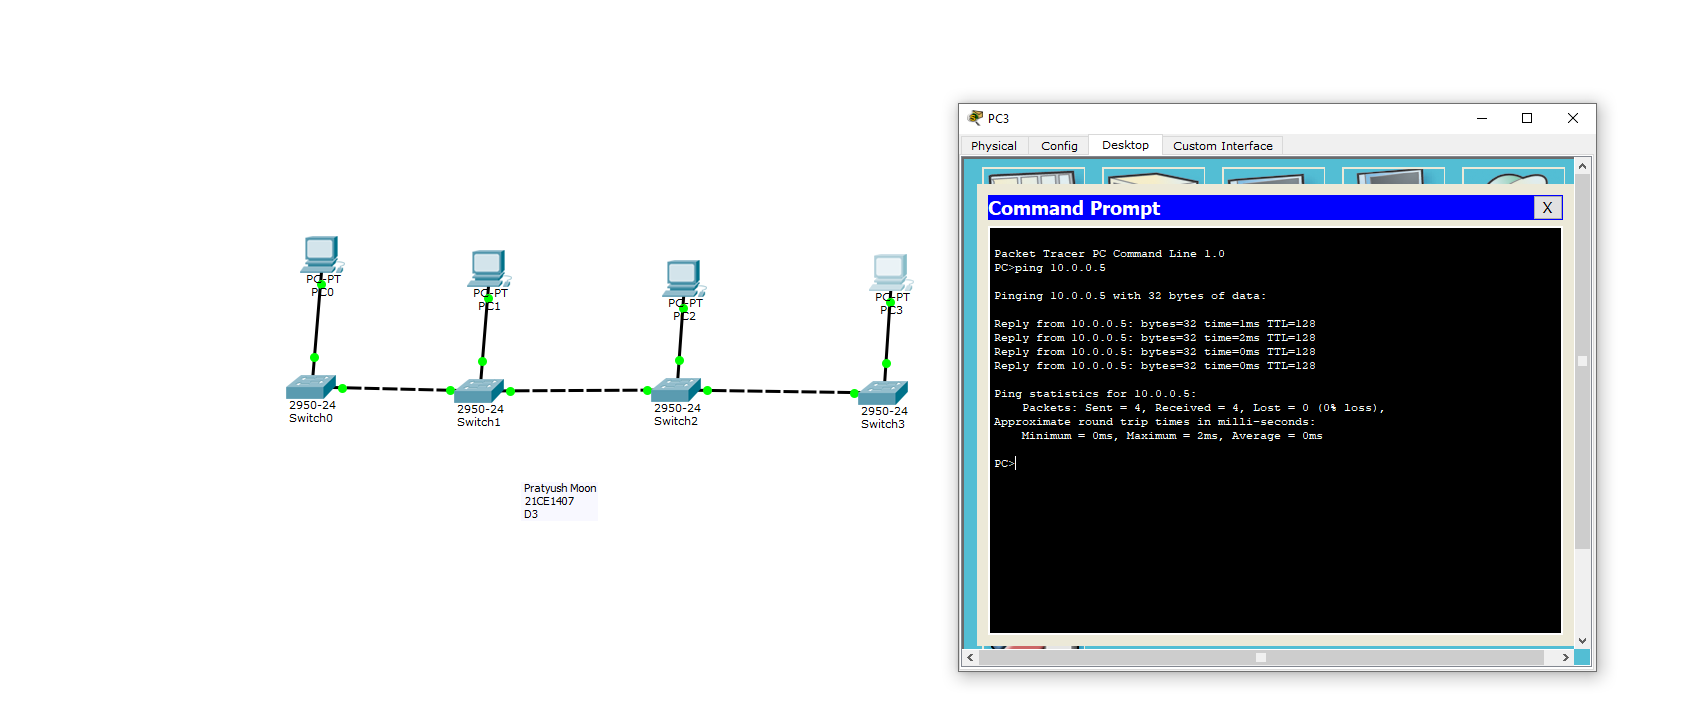 PC-PT
PC0
PC-PT
PC1
PC-PT
PC2
PC-PT
PC3
2950-24
Switch0
2950-24
Switch1
2950-24
Switch2
2950-24
Switch3
Pratyush Moon
21CE1407
D3
PC3
Physical Config Desktop Custom Interface
Command Prompt X
Packet Tracer PC Command Line 1.0
PC>ping 10.0.0.5
Pinging 10.0.0.5 with 32 bytes of data:
Reply from 10.0.0.5: bytes=32 time=1ms TTL=128
Reply from 10.0.0.5: bytes=32 time=2ms TTL=128
Reply from 10.0.0.5: bytes=32 time=0ms TTL=128
Reply from 10.0.0.5: bytes=32 time=0ms TTL=128
Ping statistics for 10.0.0.5:
Packets: Sent = 4, Received = 4, Lost = 0 (0% loss),
Approximate round trip times in milli-seconds:
Minimum = 0ms, Maximum = 2ms, Average = 0ms
PC>